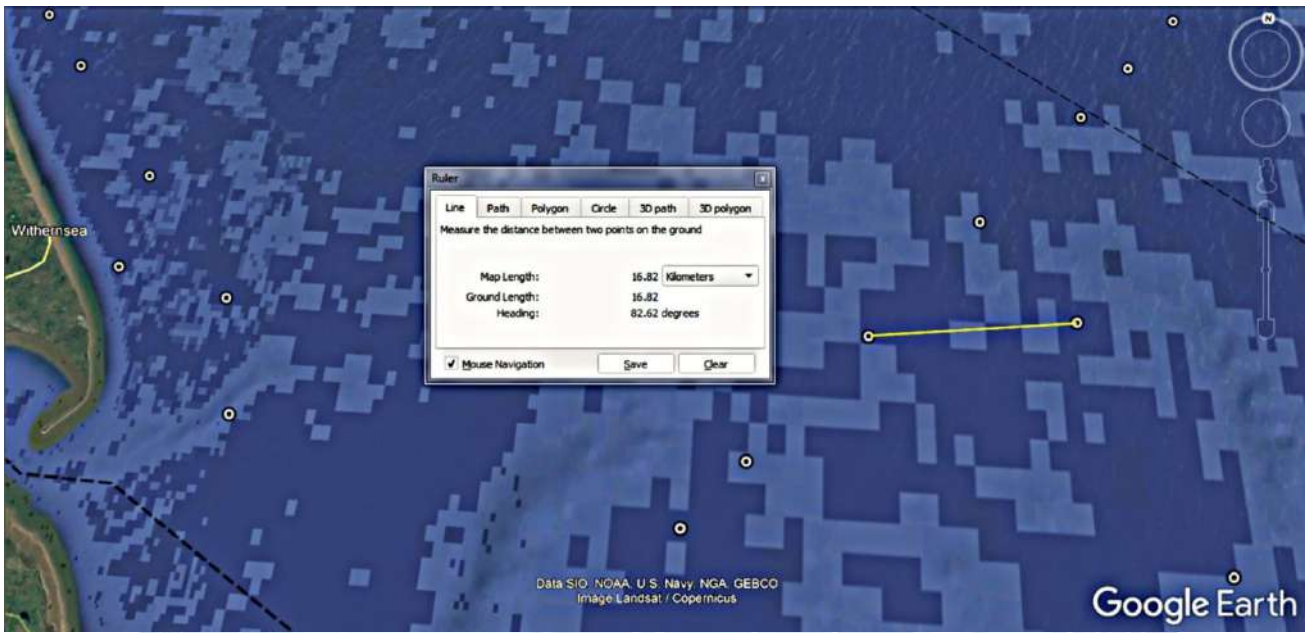 N
Ruler
x
Line Path Polygon Circle 3D path 3D polygon
Measure the distance between two points on the ground
Withernsea
Map Length: 16.82 Kilometers
Ground Length: 16.82
Heading: 82.62 degrees
Mouse Navigation Save Clear
Data SIO, NOAA, U.S. Navy, NGA, GEBCO
Image Landsat / Copernicus
Google Earth